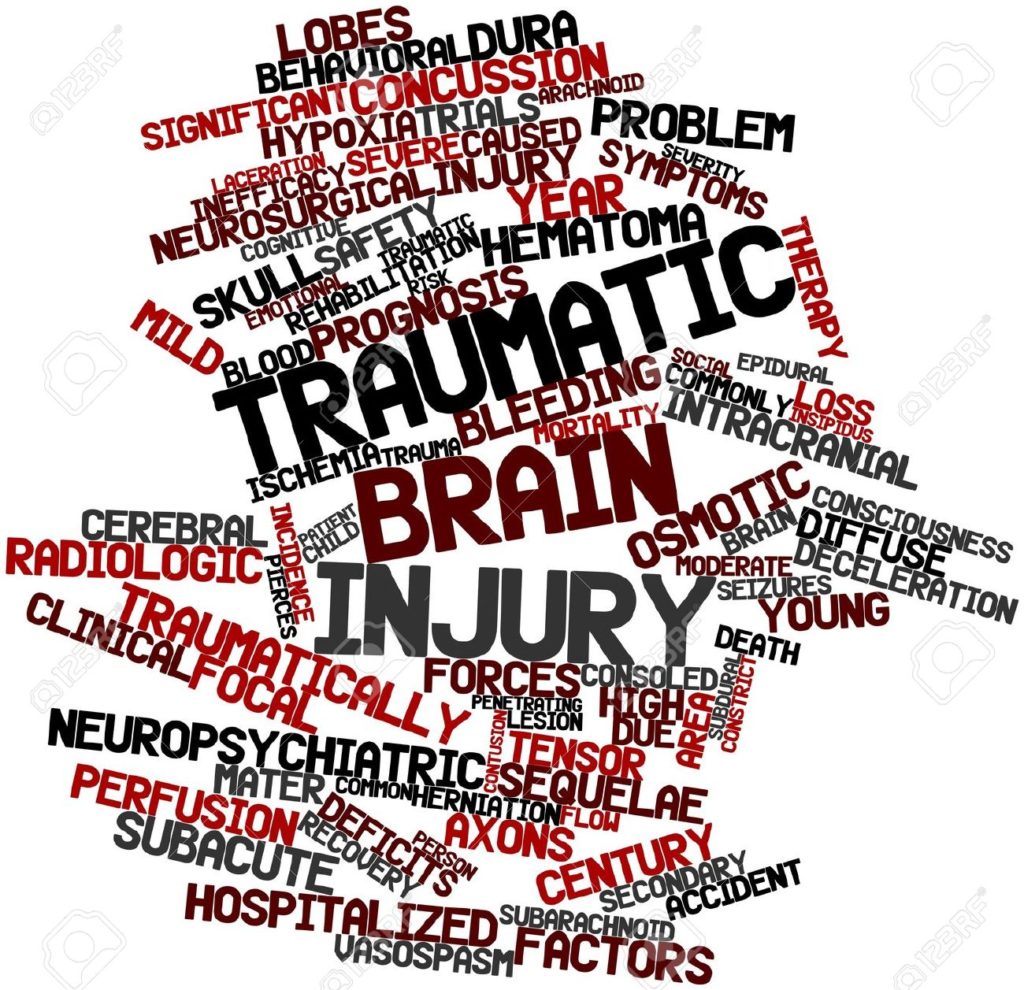 LOBES
BEHAVIORAL DURA
SIGNIFICANT CONCUSSION
ARACHNOID
HYPOXIA TRIALS
PROBLEM
LACERATION SEVERE CAUSED
SEVERITY
INEFFICACY
SYMPTOMS
NEUROSURGICAL INJURY
YEAR
COGNITIVE
SAFETY
TRAUMATIC
HEMATOMA
THERAPY
SKULL
REHABILITATION
EMOTIONAL
RISK
MILD
PROGNOSIS
BLOOD
TRAUMATIC
SOCIAL
EPIDURAL
BLEEDING
COMMONLY
LOSS
INSIPIDUS
MORTALITY
INTRACRANIAL
ISCHEMIA TRAUMA
BRAIN
OSMOTIC
CONSCIOUSNESS
CEREBRAL
INCIDENCE
PATIENT
CHILD
BRAIN
DIFFUSE
RADIOLOGIC
PIERCES
MODERATE
DECELERATION
SEIZURES
INJURY
YOUNG
TRAUMATICALLY
CLINICAL
FOCAL
DEATH
FORCES
CONSOLED
HIGH
SUBDURAL
CONSTRICT
AREA
PENETRATING
LESION
DUE
NEUROPSYCHIATRIC
CONTUSION
TENSOR
PERFUSION
MATER
COMMON
HERNIATION
SEQUELAE
FLOW
DEFICITS
AXONS
SUBACUTE
RECOVERY
PERSON
CENTURY
SECONDARY
ACCIDENT
HOSPITALIZED
SUBARACHNOID
VASOSPASM
FACTORS
123RF